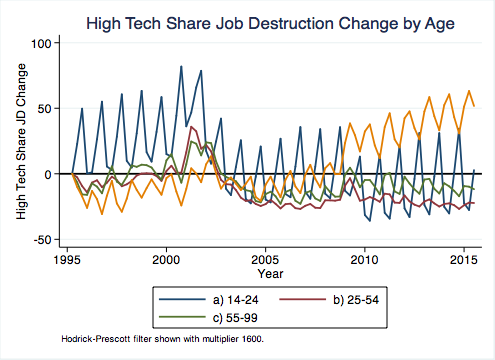 High Tech Share Job Destruction Change by Age
High Tech Share JD Change
100
50
0
-50
1995
2000
2005
2010
2015
Year
a) 14-24
b) 25-54
c) 55-99
Hodrick-Prescott filter shown with multiplier 1600.